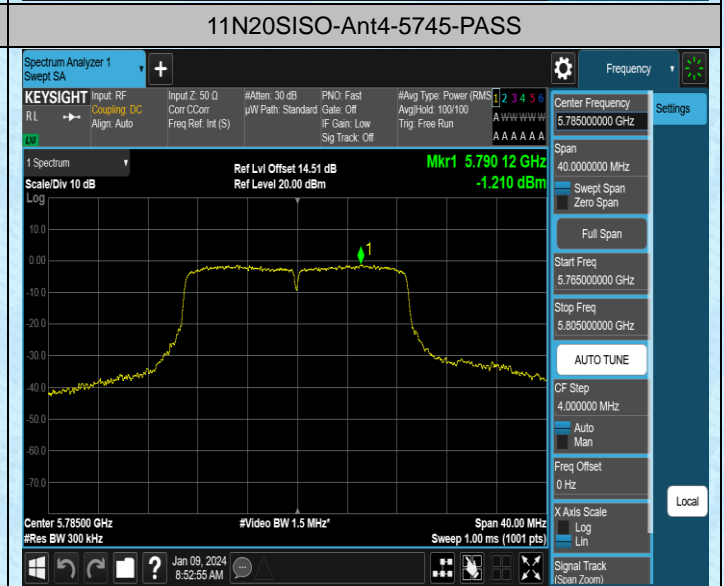 11N20SISO-Ant4-5745-PASS
Spectrum Analyzer 1
Swept SA
Frequency
KEYSIGHT
RL
LXI
Input: RF
Coupling: DC
Align: Auto
Input Z: 50 Ω
Corr CCorr
Freq Ref: Int (S)
#Atten: 30 dB
µW Path: Standard
PNO: Fast
Gate: Off
IF Gain: Low
Sig Track: Off
#Avg Type: Power (RMS
Avg|Hold: 100/100
Trig: Free Run
1 2 3 4 5 6
A W W W W W
A A A A A A
Center Frequency
5.785000000 GHz
Settings
1 Spectrum
Scale/Div 10 dB
Log
Ref Lvl Offset 14.51 dB
Ref Level 20.00 dBm
Mkr1 5.790 12 GHz
-1.210 dBm
Span
40.0000000 MHz
Swept Span
Zero Span
Full Span
Start Freq
5.765000000 GHz
Stop Freq
5.805000000 GHz
AUTO TUNE
CF Step
4.000000 MHz
Auto
Man
Freq Offset
0 Hz
X Axis Scale
Log
Lin
Signal Track
(Span Zoom)
Local
10.0
0.00
1
-10.0
-20.0
-30.0
-40.0
-50.0
-60.0
-70.0
Center 5.78500 GHz
#Res BW 300 kHz
#Video BW 1.5 MHz*
Span 40.00 MHz
Sweep 1.00 ms (1001 pts)
?
Jan 09, 2024
8:52:55 AM